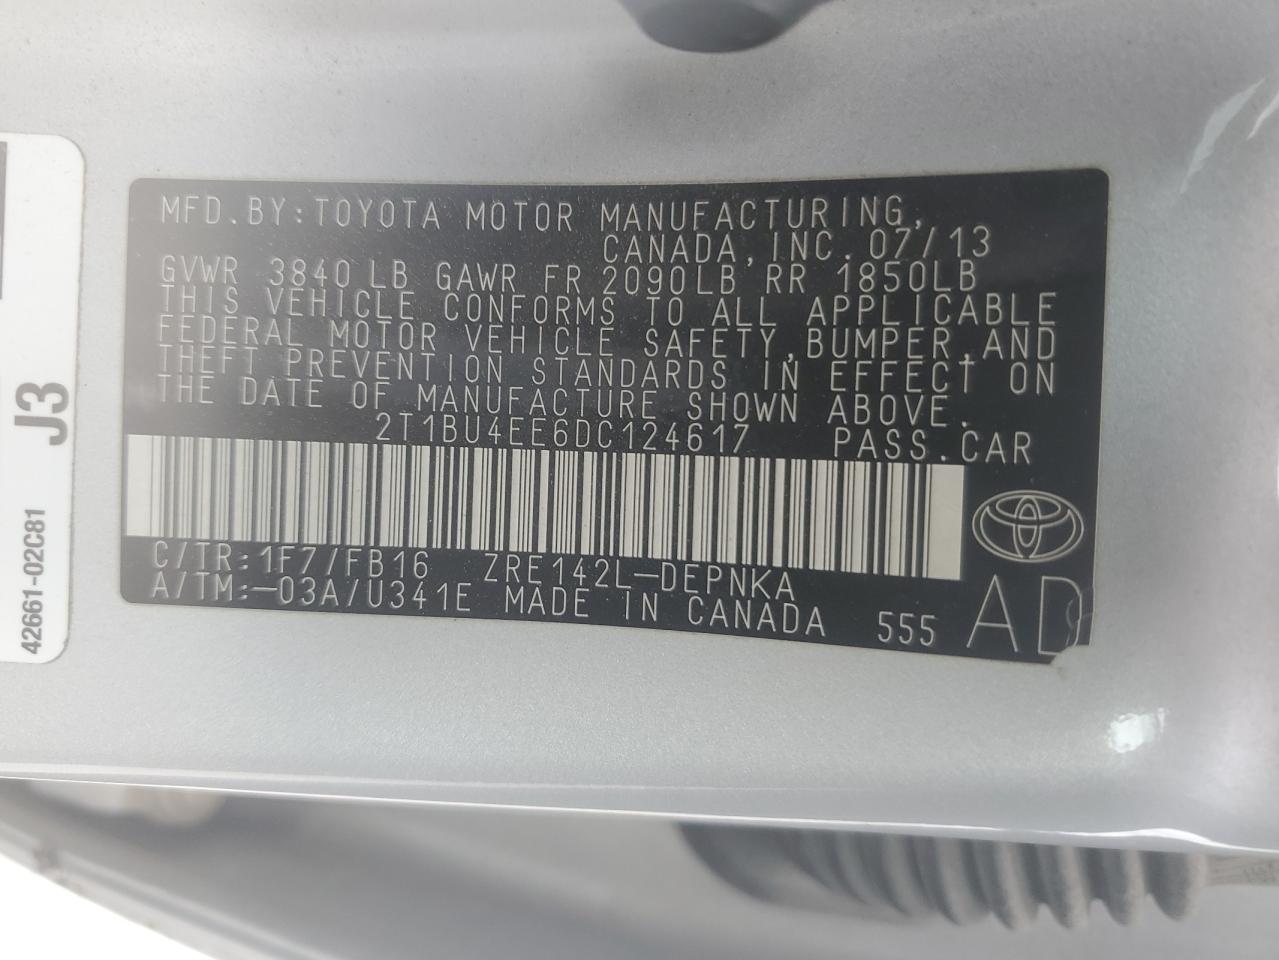 MFD.BY:TOYOTA MOTOR MANUFACTURING,
CANADA,INC. 07/13
GVWR 3840LB GAWR FR 2090LB RR 1850LB
THIS VEHICLE CONFORMS TO ALL APPLICABLE
FEDERAL MOTOR VEHICLE SAFETY,BUMPER,AND
THEFT PREVENTION STANDARDS IN EFFECT ON
THE DATE OF MANUFACTURE SHOWN ABOVE.
2T1BU4EE6DC124617 PASS.CAR
C/TR:1F7/FB16 ZRE142L-DEPNKA
A/TM:-03A/U341E MADE IN CANADA 555 AD
J3
42661-02C81